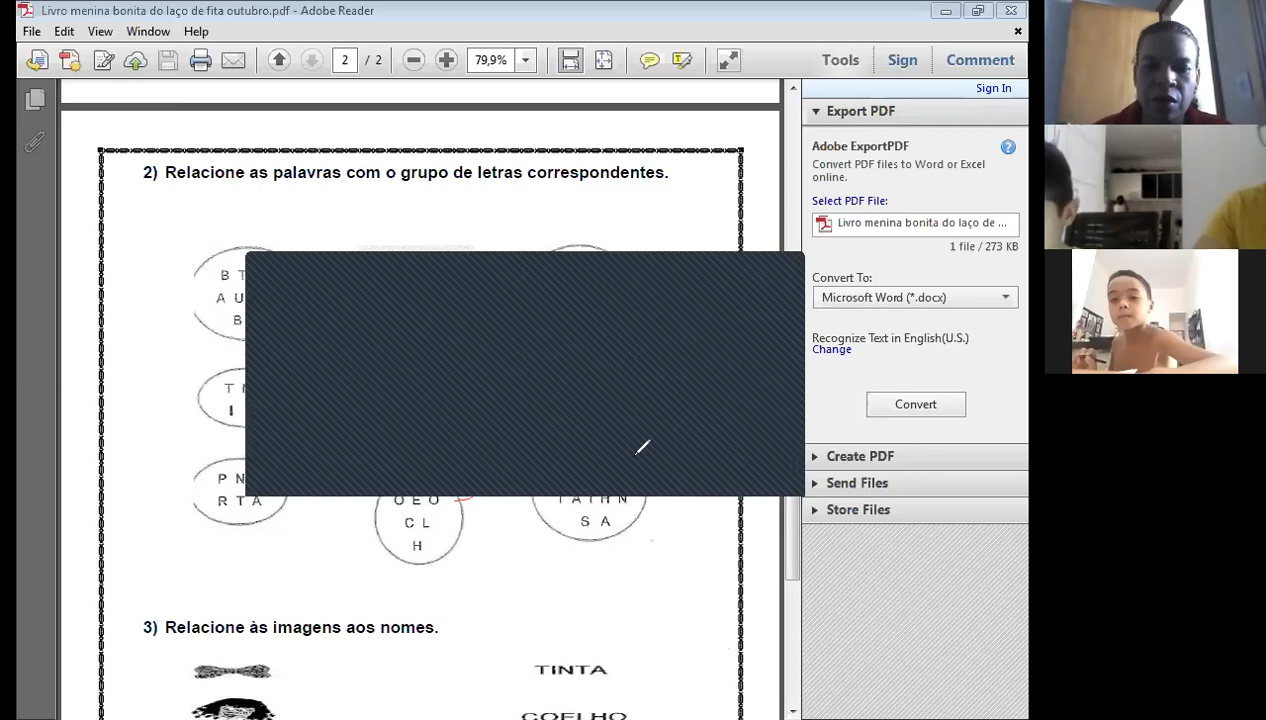 Livro menina bonita do laço de fita outubro.pdf - Adobe Reader
File Edit View Window Help
2 / 2 79,9% Tools Sign Comment
Sign In
Export PDF
Adobe ExportPDF
Convert PDF files to Word or Excel
online.
Select PDF File:
Livro menina bonita do laço de ...
1 file / 273 KB
Convert To:
Microsoft Word (*.docx)
Recognize Text in English(U.S.)
Change
Convert
Create PDF
Send Files
Store Files
2) Relacione as palavras com o grupo de letras correspondentes.
B T
A U
B
T
I
P N
R T A
O E O
C L
H
T A T H N
S A
3) Relacione às imagens aos nomes.
TINTA
COELHO